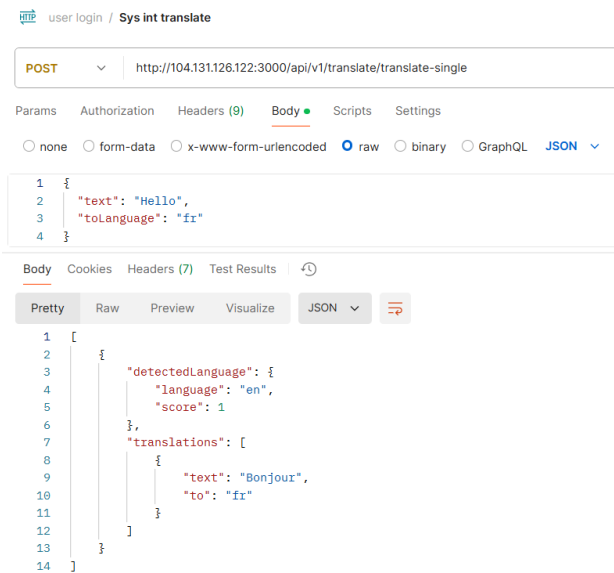 HTTP user login / Sys int translate
POST http://104.131.126.122:3000/api/v1/translate/translate-single
Params Authorization Headers (9) Body Scripts Settings
none form-data x-www-form-urlencoded raw binary GraphQL JSON
1 {
2 "text": "Hello",
3 "toLanguage": "fr"
4 }
Body Cookies Headers (7) Test Results
Pretty Raw Preview Visualize JSON
1 [
2 {
3 "detectedLanguage": {
4 "language": "en",
5 "score": 1
6 },
7 "translations": [
8 {
9 "text": "Bonjour",
10 "to": "fr"
11 }
12 ]
13 }
14 ]